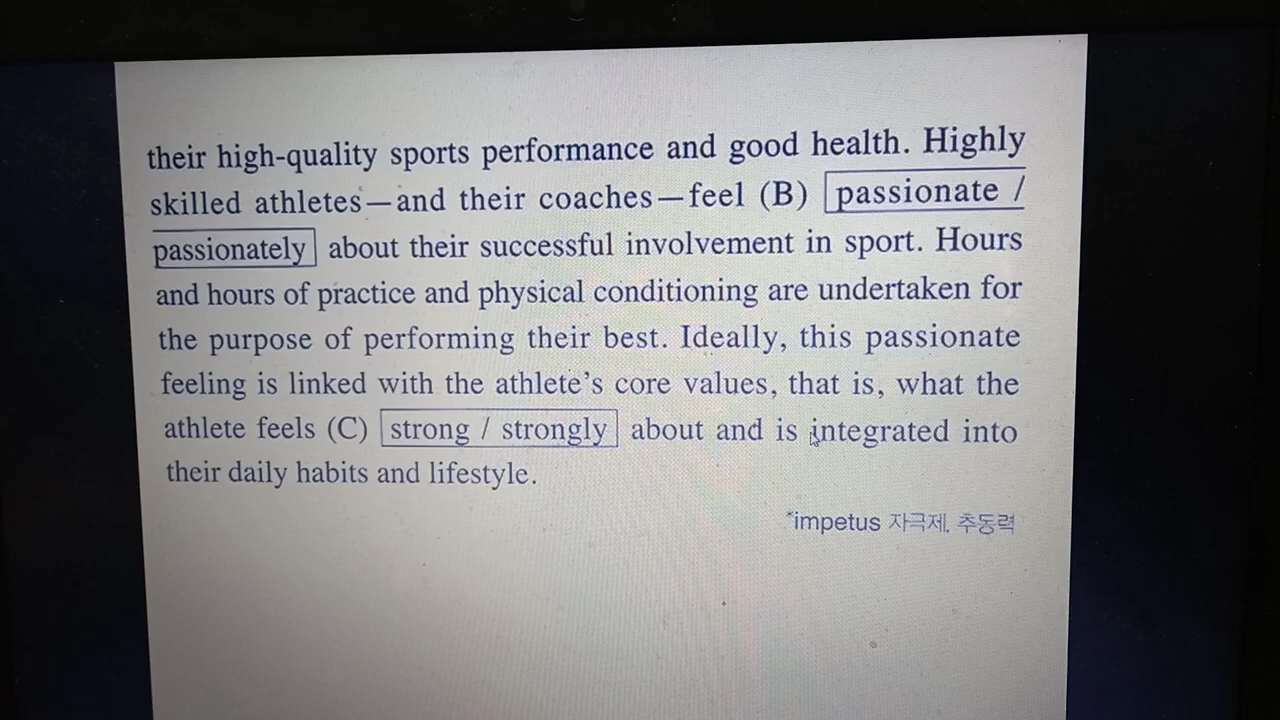 their high-quality sports performance and good health. Highly
skilled athletes—and their coaches—feel (B) passionate /
passionately about their successful involvement in sport. Hours
and hours of practice and physical conditioning are undertaken for
the purpose of performing their best. Ideally, this passionate
feeling is linked with the athlete's core values, that is, what the
athlete feels (C) strong / strongly about and is integrated into
their daily habits and lifestyle.
*impetus 자극제, 추동력